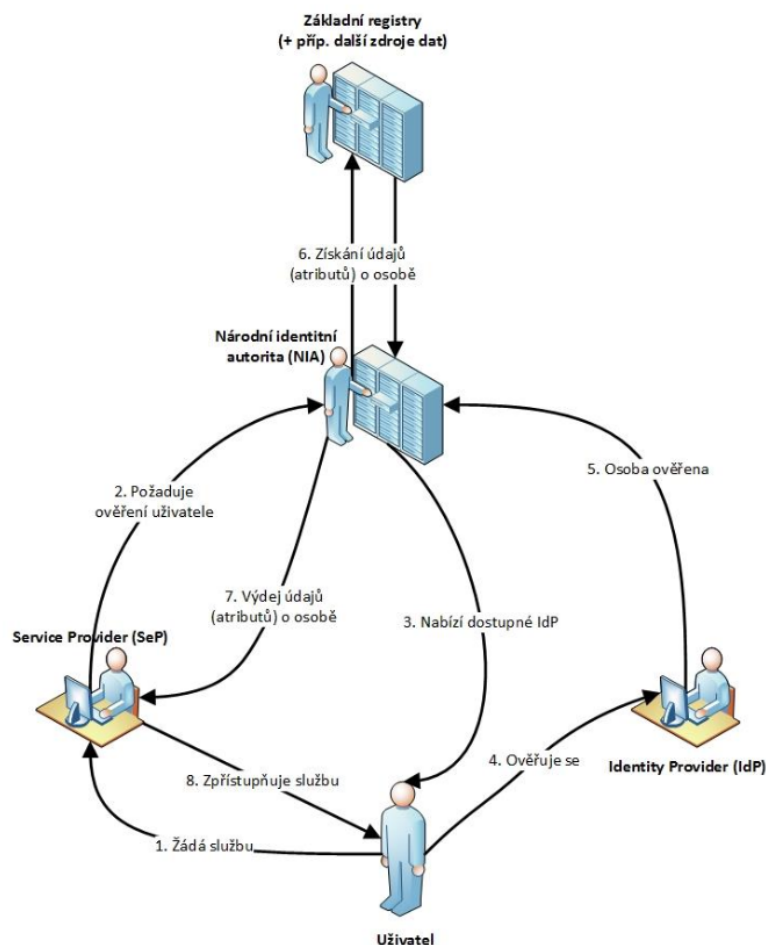 Základní registry
(+ příp. další zdroje dat)
6. Získání údajů
(atributů) o osobě
Národní identitní
autorita (NIA)
5. Osoba ověřena
2. Požaduje
ověření uživatele
7. Výdej údajů
(atributů) o osobě
3. Nabízí dostupné IdP
Service Provider (SeP)
4. Ověřuje se
Identity Provider (IdP)
8. Zpřístupňuje službu
1. Žádá službu
Uživatel